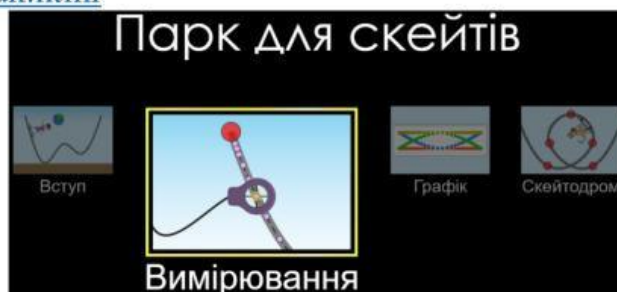 Парк для скейтів
Вступ
Графік
Скейтодром
Вимірювання